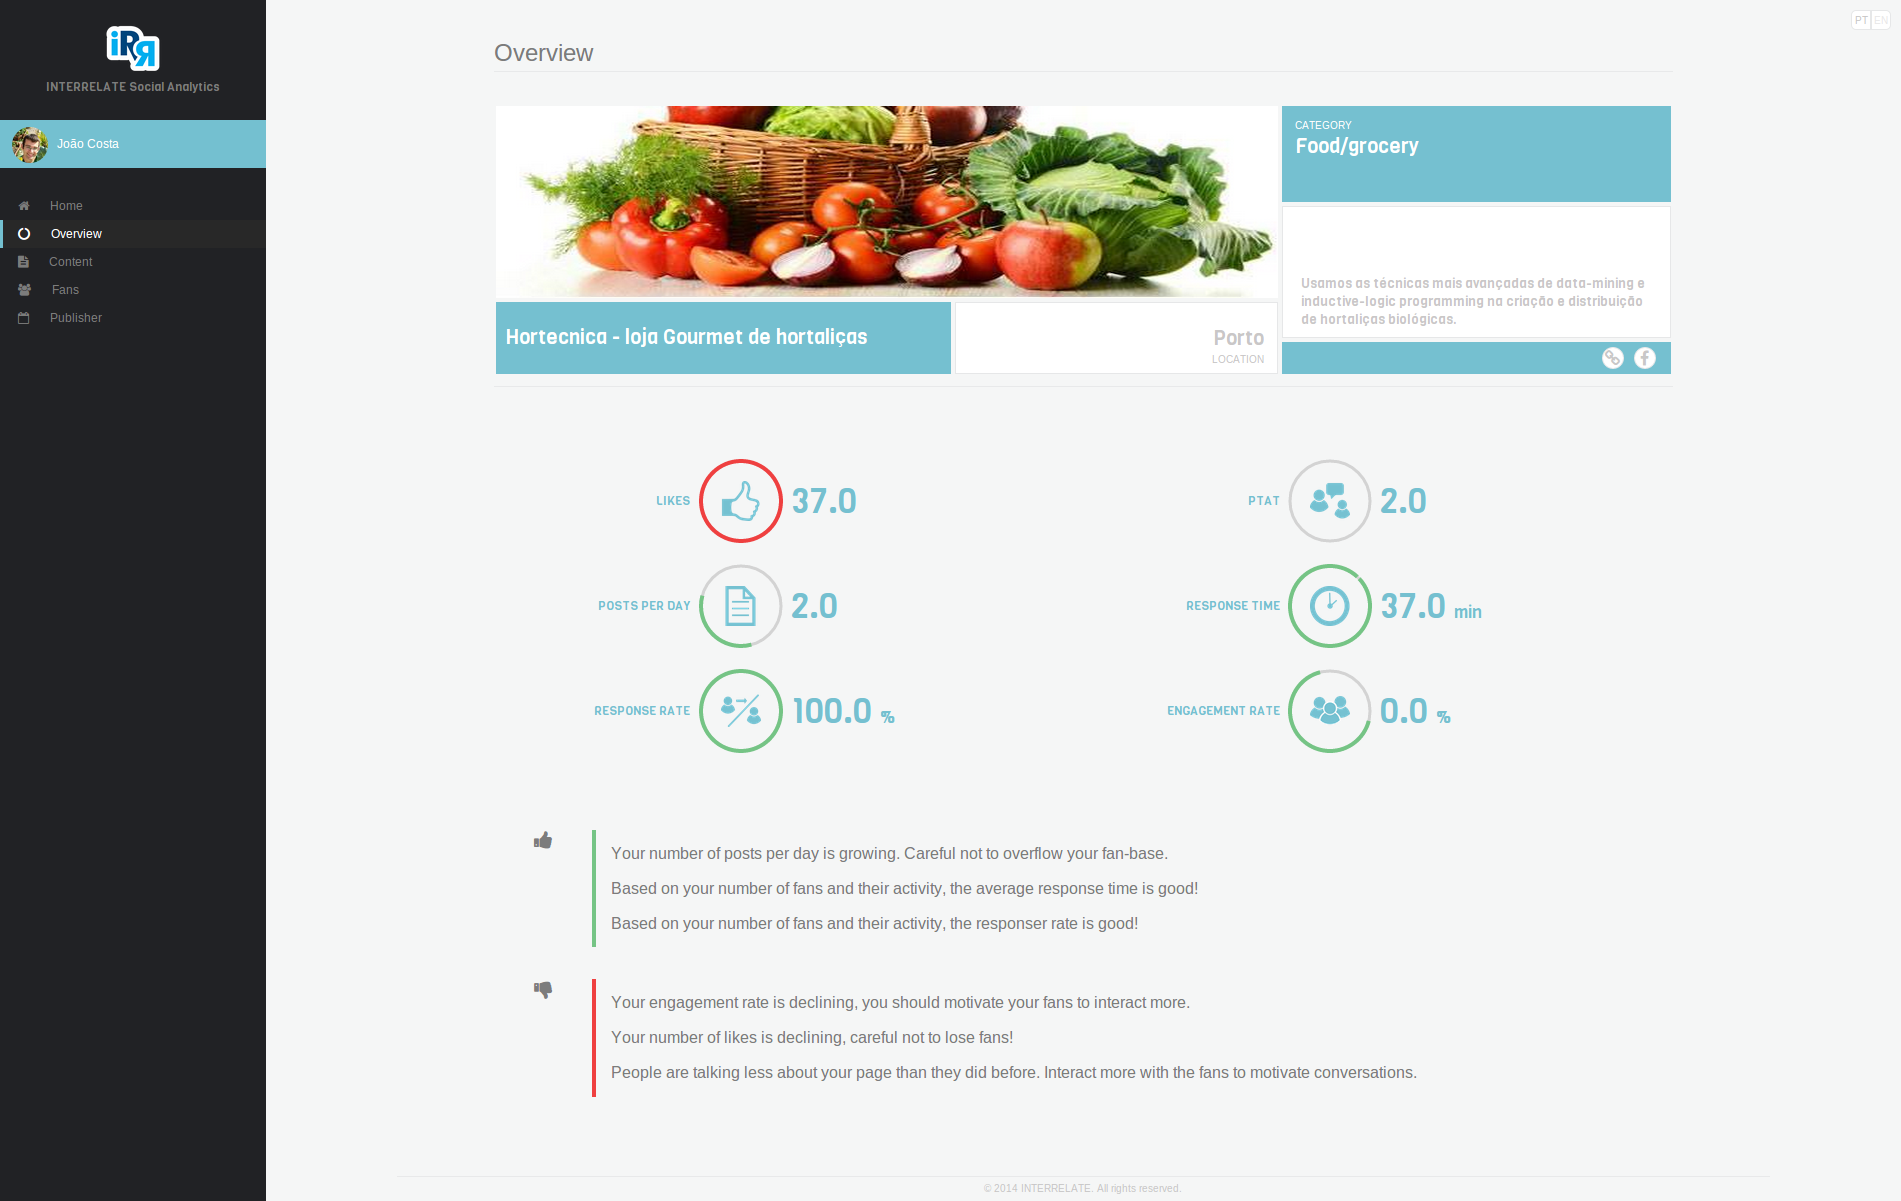 iRR
INTERRELATE Social Analytics
João Costa
Home
Overview
Content
Fans
Publisher
PT EN
Overview
CATEGORY
Food/grocery
Usamos as técnicas mais avançadas de data-mining e
inductive-logic programming na criação e distribuição
de hortaliças biológicas.
Hortecnica - loja Gourmet de hortaliças
Porto
LOCATION
LIKES 37.0
PTAT 2.0
POSTS PER DAY 2.0
RESPONSE TIME 37.0 min
RESPONSE RATE 100.0 %
ENGAGEMENT RATE 0.0 %
Your number of posts per day is growing. Careful not to overflow your fan-base.
Based on your number of fans and their activity, the average response time is good!
Based on your number of fans and their activity, the responser rate is good!
Your engagement rate is declining, you should motivate your fans to interact more.
Your number of likes is declining, careful not to lose fans!
People are talking less about your page than they did before. Interact more with the fans to motivate conversations.
© 2014 INTERRELATE. All rights reserved.